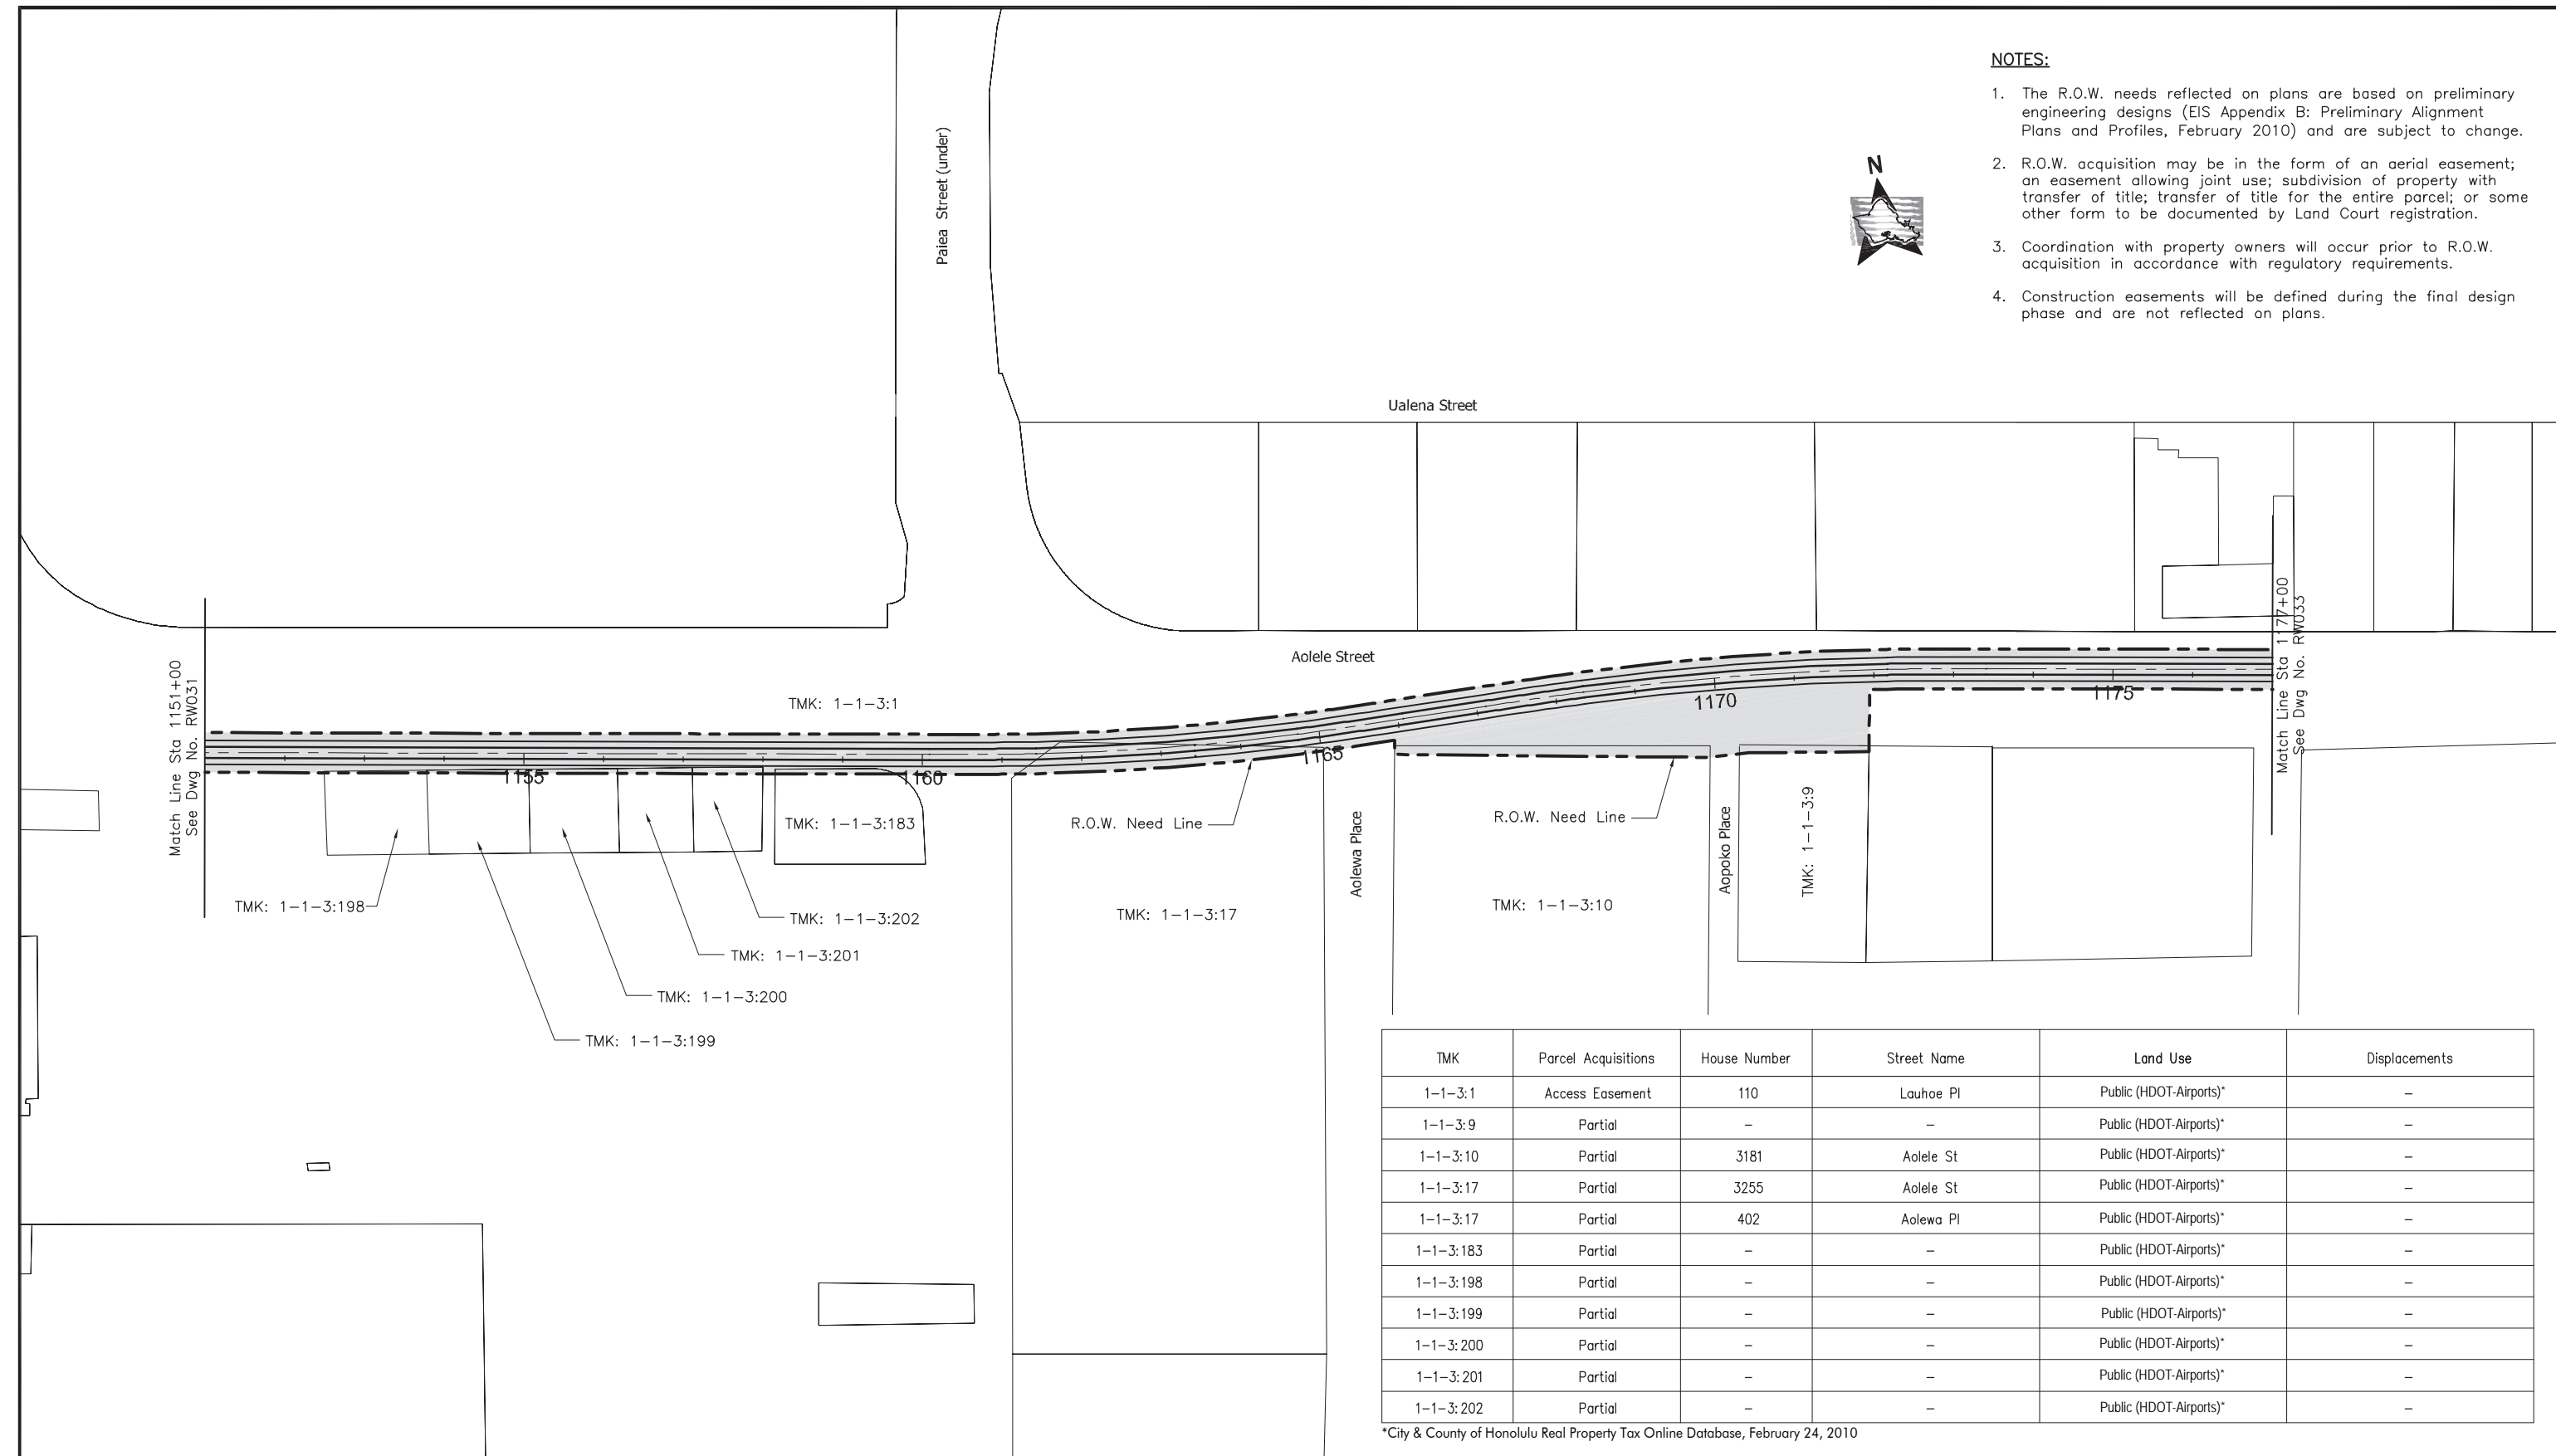 NOTES:
1. The R.O.W. needs reflected on plans are based on preliminary
engineering designs (EIS Appendix B: Preliminary Alignment
Plans and Profiles, February 2010) and are subject to change.
2. R.O.W. acquisition may be in the form of an aerial easement;
an easement allowing joint use; subdivision of property with
transfer of title; transfer of title for the entire parcel; or some
other form to be documented by Land Court registration.
3. Coordination with property owners will occur prior to R.O.W.
acquisition in accordance with regulatory requirements.
4. Construction easements will be defined during the final design
phase and are not reflected on plans.
N
Paiea Street (under)
Ualena Street
Aolele Street
Match Line Sta 1151+00
See Dwg No. RW031
Match Line Sta 1177+00
See Dwg No. RW033
TMK: 1-1-3:1
1155
1160
1165
1170
1175
TMK: 1-1-3:183
R.O.W. Need Line
R.O.W. Need Line
Aolewa Place
Aopoko Place
TMK: 1-1-3:9
TMK: 1-1-3:198
TMK: 1-1-3:202
TMK: 1-1-3:17
TMK: 1-1-3:10
TMK: 1-1-3:201
TMK: 1-1-3:200
TMK: 1-1-3:199
TMK Parcel Acquisitions House Number Street Name Land Use Displacements
1-1-3:1 Access Easement 110 Lauhoe Pl Public (HDOT-Airports)* -
1-1-3:9 Partial - - Public (HDOT-Airports)* -
1-1-3:10 Partial 3181 Aolele St Public (HDOT-Airports)* -
1-1-3:17 Partial 3255 Aolele St Public (HDOT-Airports)* -
1-1-3:17 Partial 402 Aolewa Pl Public (HDOT-Airports)* -
1-1-3:183 Partial - - Public (HDOT-Airports)* -
1-1-3:198 Partial - - Public (HDOT-Airports)* -
1-1-3:199 Partial - - Public (HDOT-Airports)* -
1-1-3:200 Partial - - Public (HDOT-Airports)* -
1-1-3:201 Partial - - Public (HDOT-Airports)* -
1-1-3:202 Partial - - Public (HDOT-Airports)* -
*City & County of Honolulu Real Property Tax Online Database, February 24, 2010